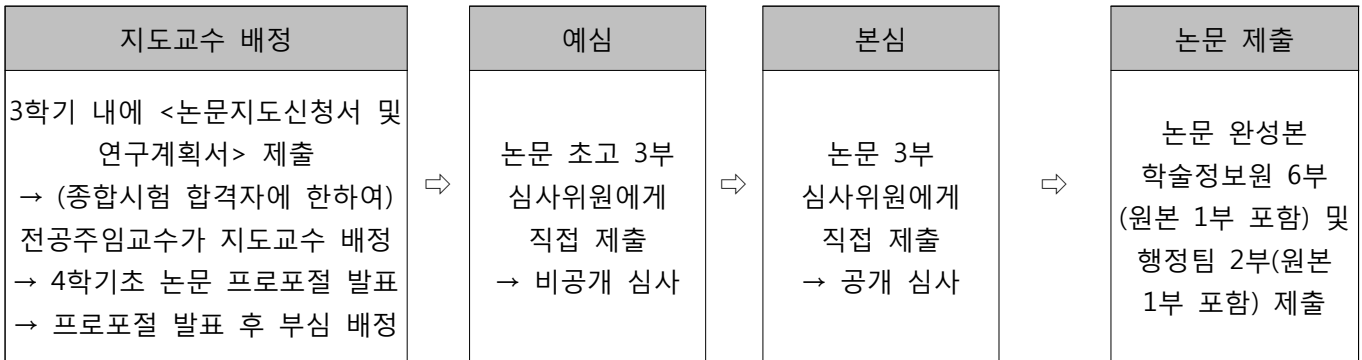 지도교수 배정
3학기 내에 <논문지도신청서 및
연구계획서> 제출
→ (종합시험 합격자에 한하여)
전공주임교수가 지도교수 배정
→ 4학기초 논문 프로포절 발표
→ 프로포절 발표 후 부심 배정
⇨
예심
논문 초고 3부
심사위원에게
직접 제출
→ 비공개 심사
⇨
본심
논문 3부
심사위원에게
직접 제출
→ 공개 심사
⇨
논문 제출
논문 완성본
학술정보원 6부
(원본 1부 포함) 및
행정팀 2부(원본
1부 포함) 제출